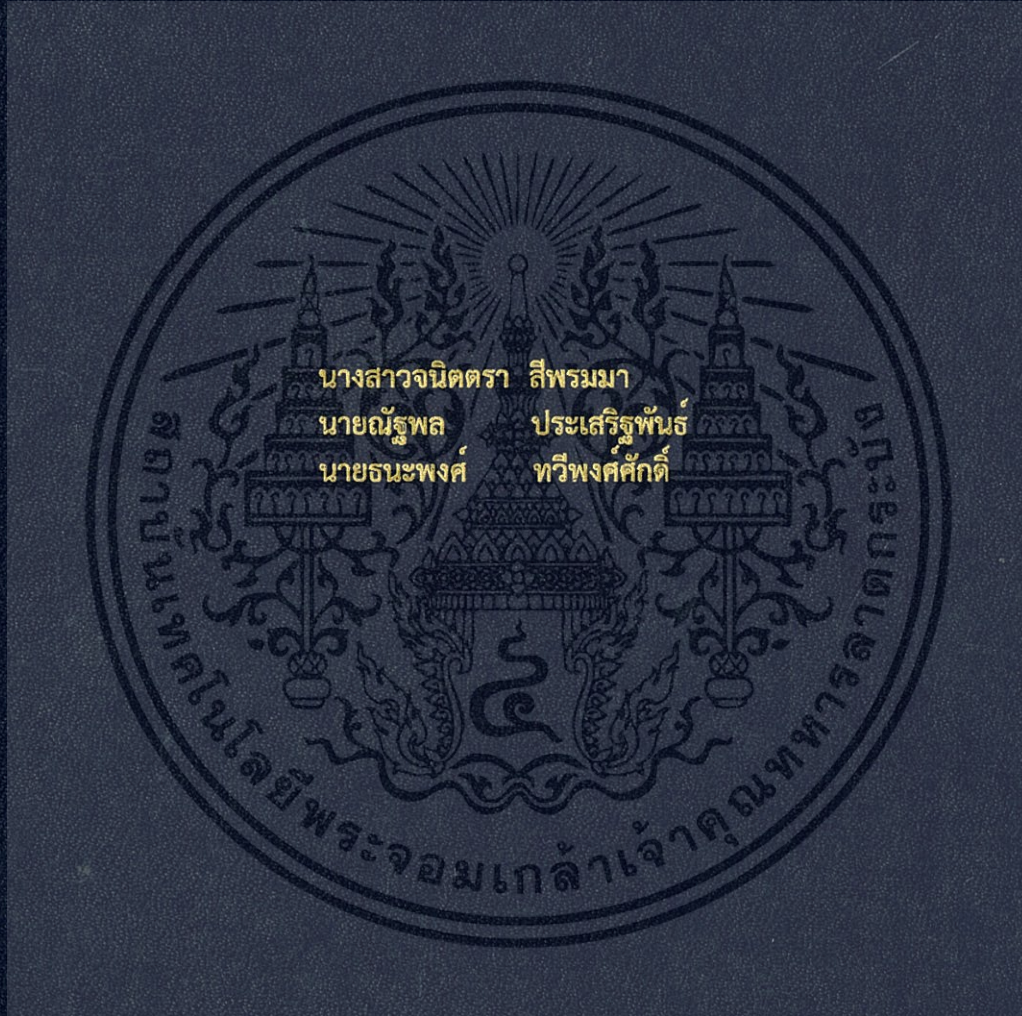 นางสาวจนิตตรา สีพรมมา
นายณัฐพล ประเสริฐพันธ์
นายธนะพงศ์ ทวีพงศ์ศักดิ์
สถาบันเทคโนโลยีพระจอมเกล้าเจ้าคุณทหารลาดกระบัง
๔